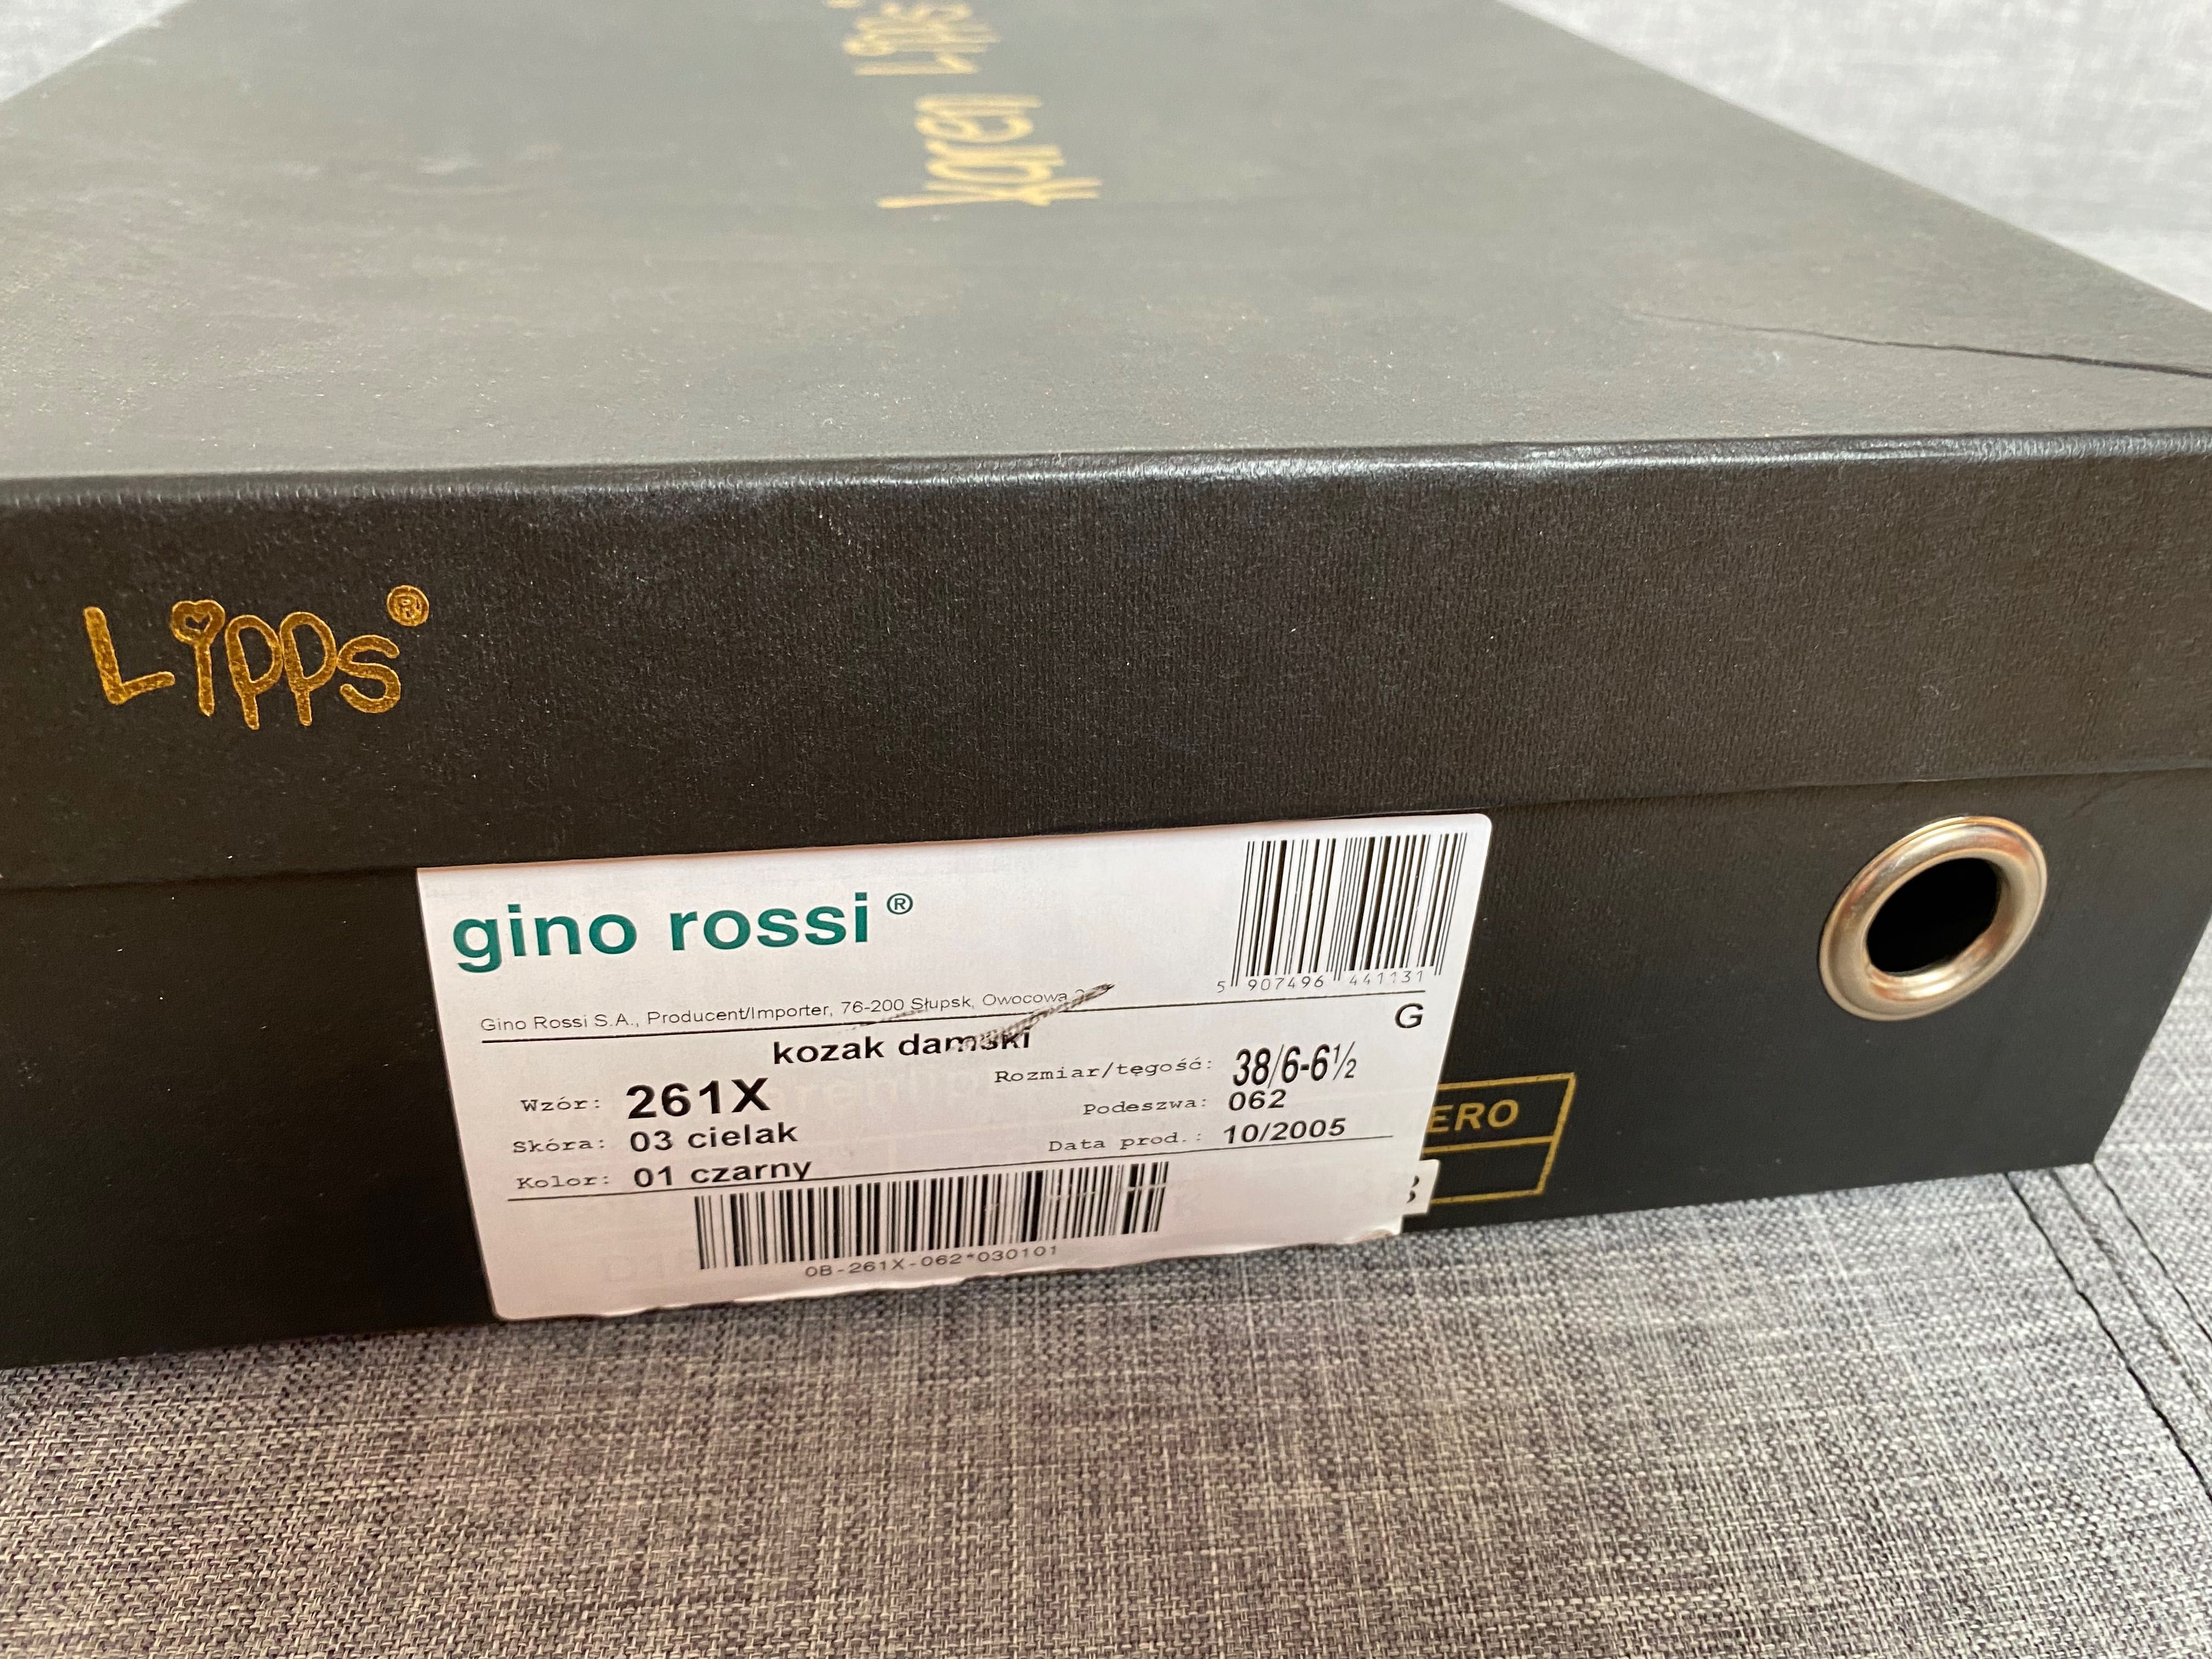 Karen Lipps
Lipps®
gino rossi®
5 907496 441131
Gino Rossi S.A., Producent/Importer, 76-200 Słupsk, Owocowa
G
kozak damski
Rozmiar/tęgość: 38/6-6½
Wzór: 261X
Podeszwa: 062
Skóra: 03 cielak
Data prod.: 10/2005
Kolor: 01 czarny
0B-261X-062*030101
ERO